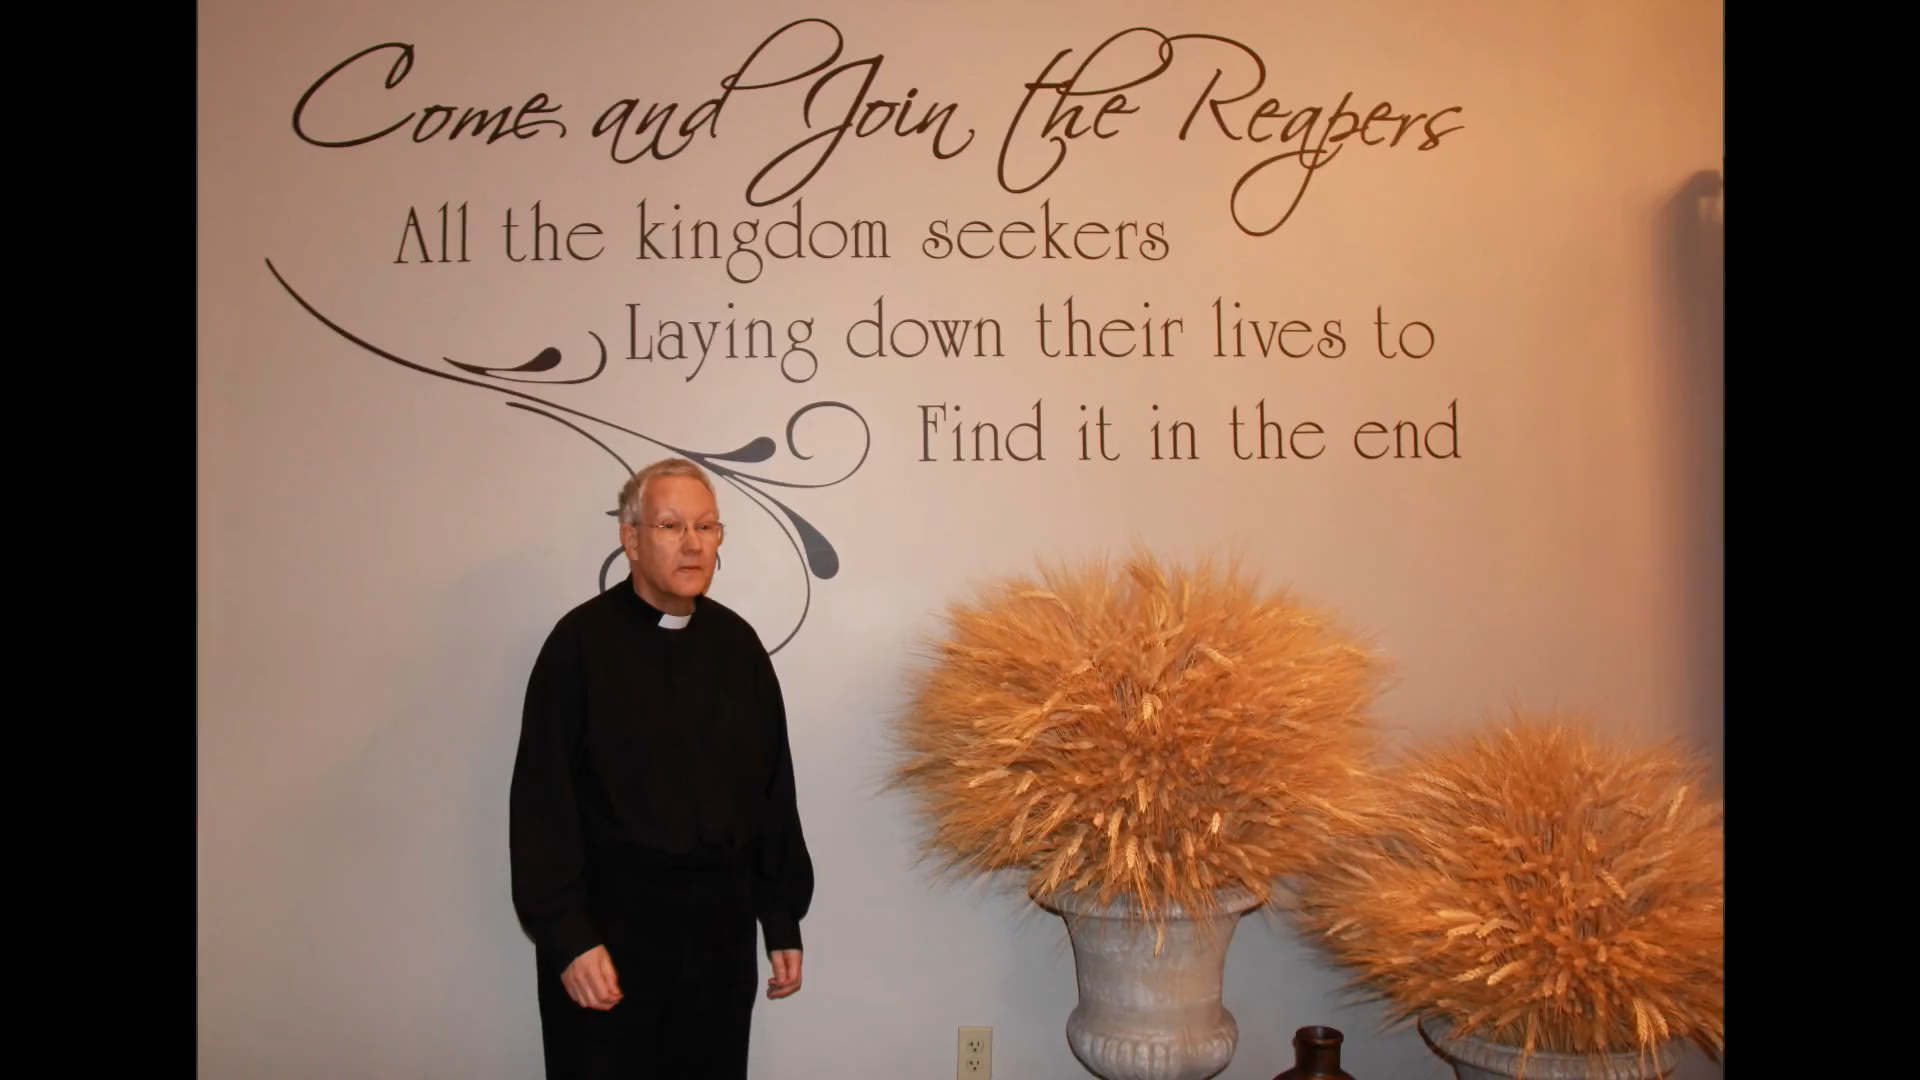 Come and Join the Reapers
All the kingdom seekers
Laying down their lives to
Find it in the end